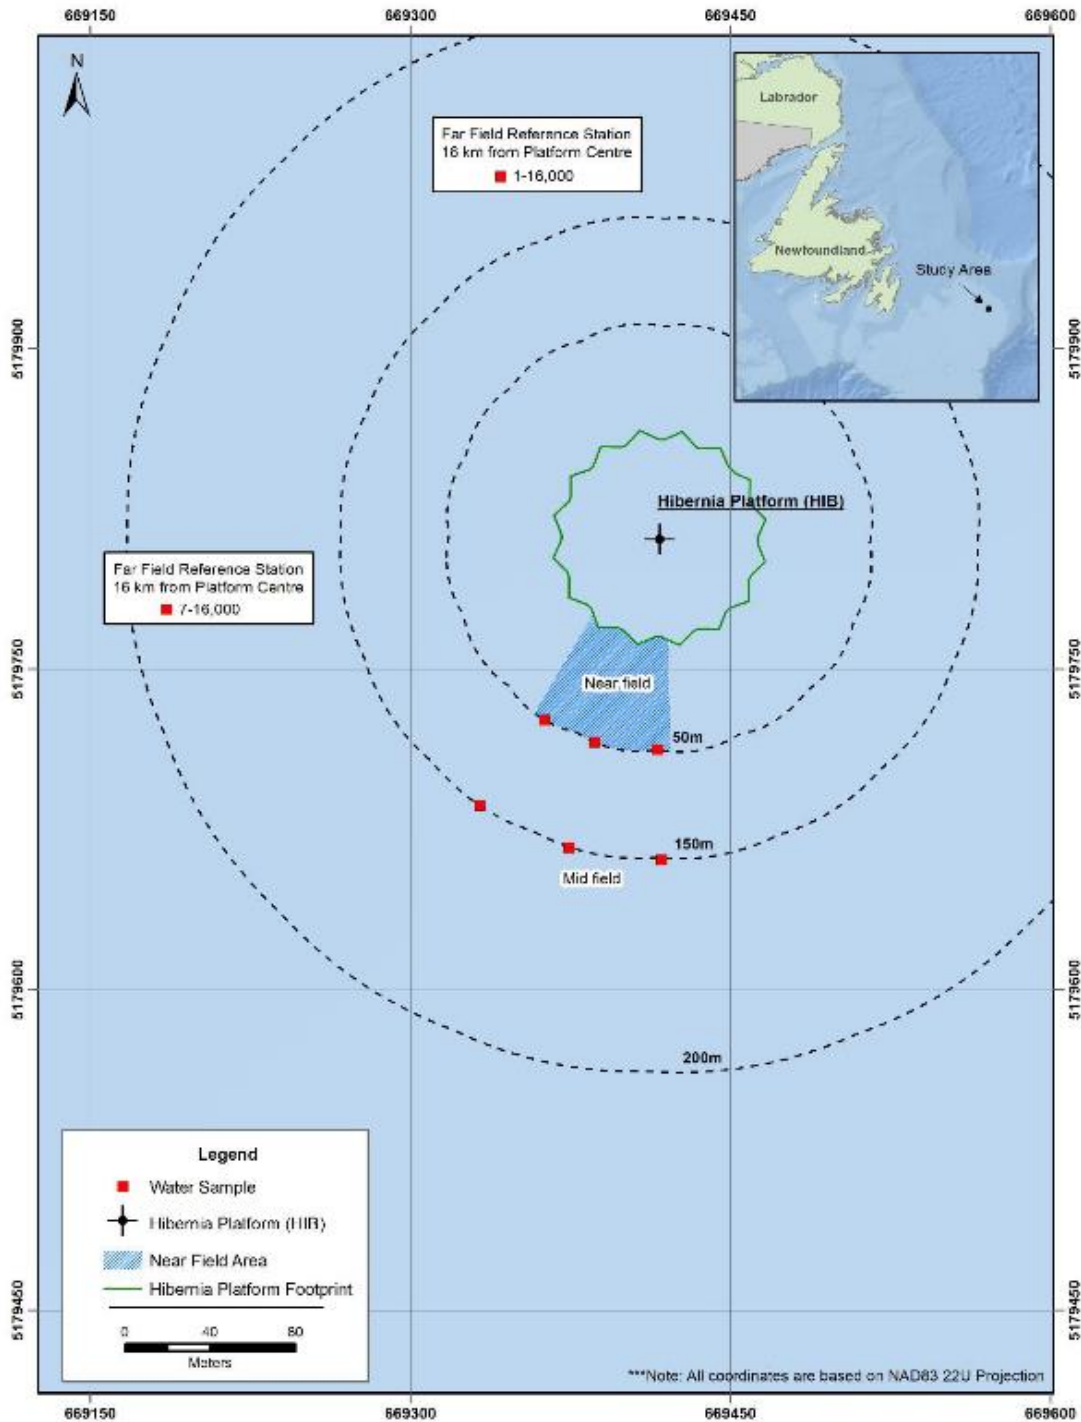 669150
669300
669450
669600
N
Labrador
Newfoundland
Study Area
Far Field Reference Station
16 km from Platform Centre
1-16,000
5179900
5179900
Hibernia Platform (HIB)
Far Field Reference Station
16 km from Platform Centre
7-16,000
5179750
5179750
Near field
50m
150m
Mid field
5179600
5179600
200m
Legend
Water Sample
Hibernia Platform (HIB)
Near Field Area
Hibernia Platform Footprint
0 40 80
Meters
5179450
5179450
***Note: All coordinates are based on NAD83 22U Projection
669150
669300
669450
669600